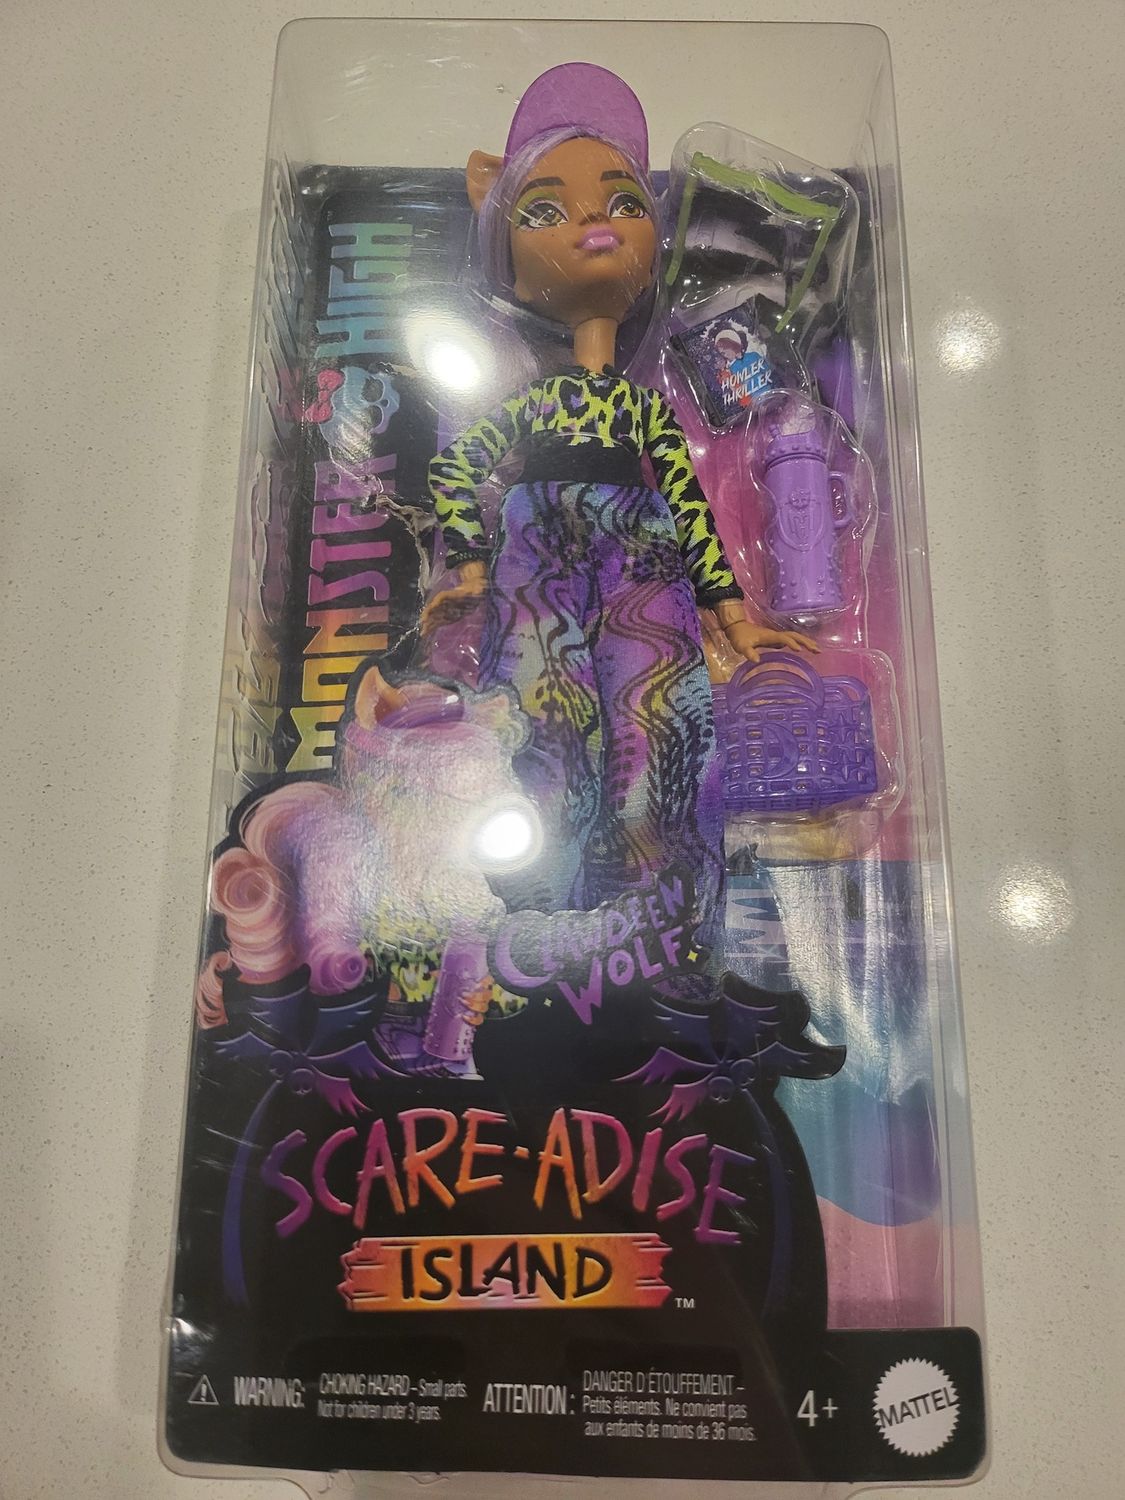 MONSTER HIGH
HOWLER
THRILLER
CLAWDEEN
WOLF
SCARE-ADISE
ISLAND
TM
WARNING:
CHOKING HAZARD – Small parts.
Not for children under 3 years.
ATTENTION :
DANGER D'ÉTOUFFEMENT –
Petits éléments. Ne convient pas
aux enfants de moins de 36 mois.
4+
MATTEL